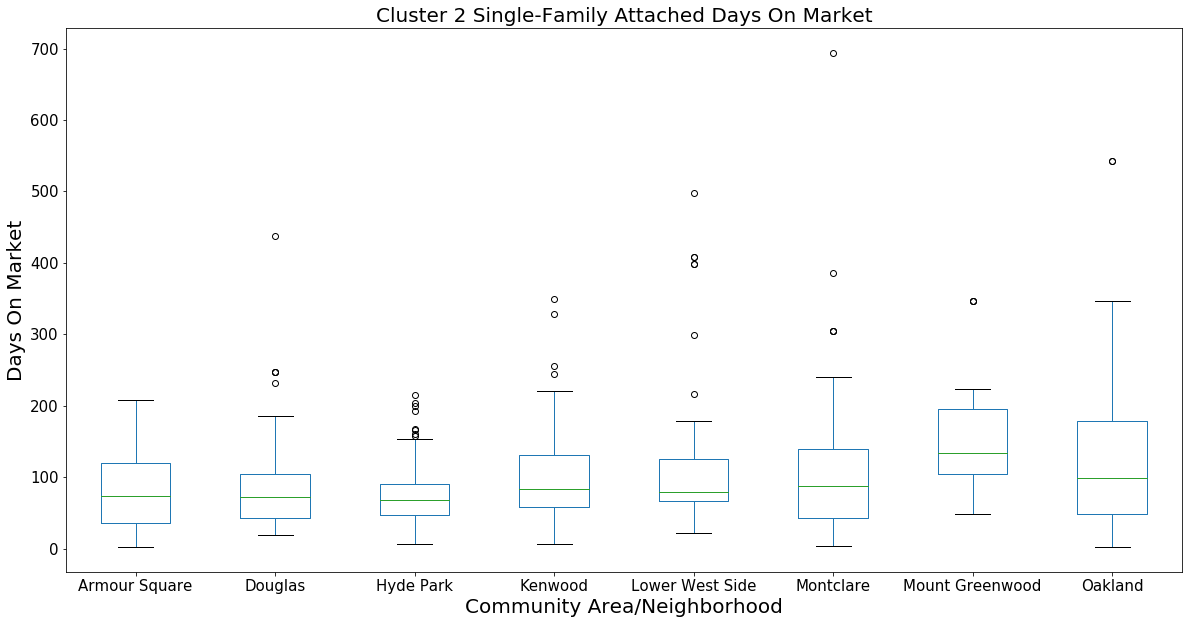 Cluster 2 Single-Family Attached Days On Market
700
600
500
400
300
200
100
0
Days On Market
Armour Square Douglas Hyde Park Kenwood Lower West Side Montclare Mount Greenwood Oakland
Community Area/Neighborhood